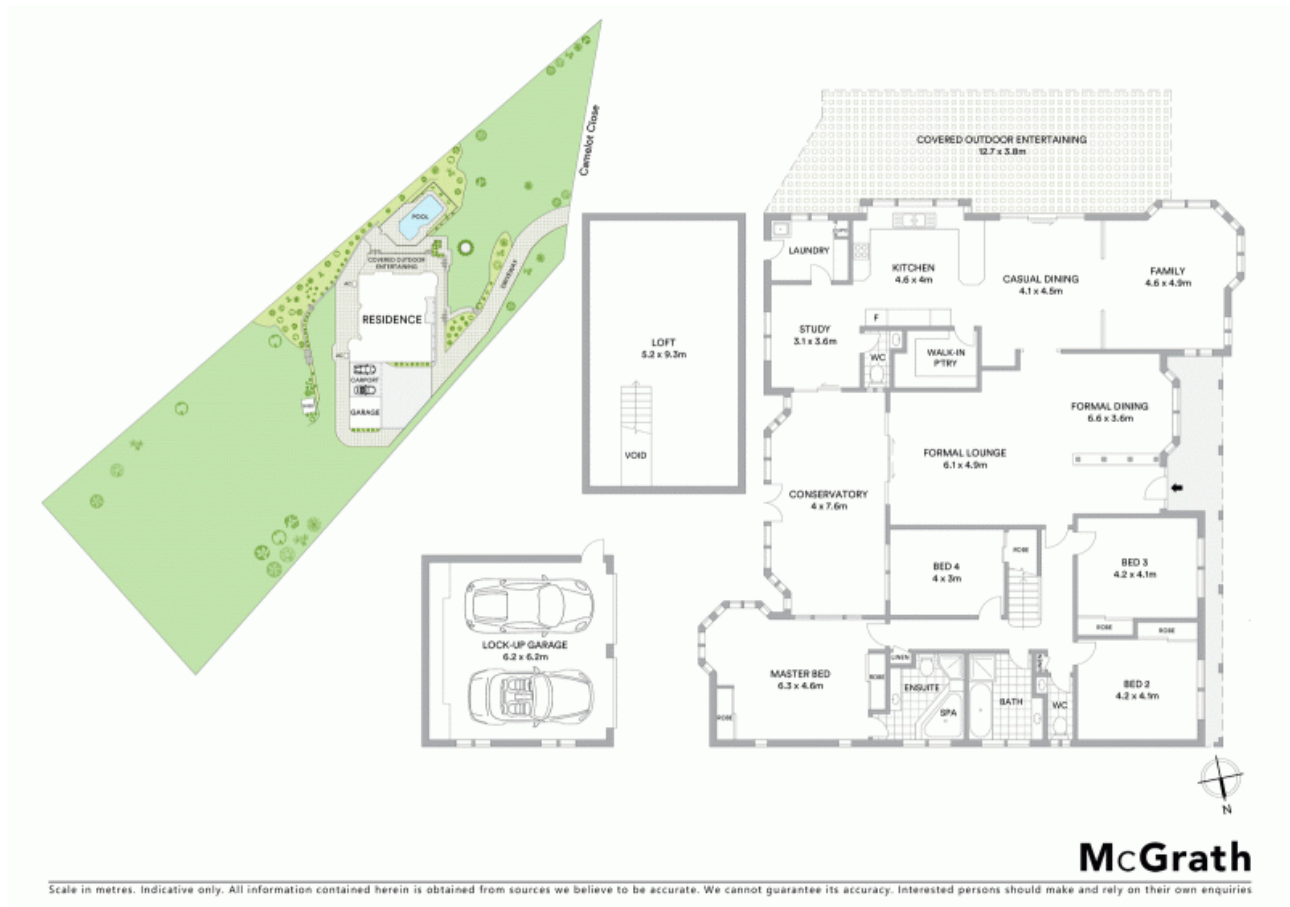 Camelot Close
POOL
COVERED OUTDOOR
ENTERTAINING
AC
RESIDENCE
DRIVEWAY
AC
CARPORT
GARAGE
COVERED OUTDOOR ENTERTAINING
12.7 x 3.8m
LAUNDRY
KITCHEN
4.6 x 4m
CASUAL DINING
4.1 x 4.5m
FAMILY
4.6 x 4.9m
F
STUDY
3.1 x 3.6m
WC
WALK-IN
PTRY
LOFT
5.2 x 9.3m
VOID
FORMAL DINING
6.6 x 3.6m
FORMAL LOUNGE
6.1 x 4.9m
CONSERVATORY
4 x 7.6m
BED 4
4 x 3m
ROBE
BED 3
4.2 x 4.1m
ROBE
ROBE
LOCK-UP GARAGE
6.2 x 6.2m
MASTER BED
6.3 x 4.6m
ROBE
ROBE
LINEN
ENSUITE
SPA
BATH
LINEN
WC
BED 2
4.2 x 4.1m
N
McGrath
Scale in metres. Indicative only. All information contained herein is obtained from sources we believe to be accurate. We cannot guarantee its accuracy. Interested persons should make and rely on their own enquiries